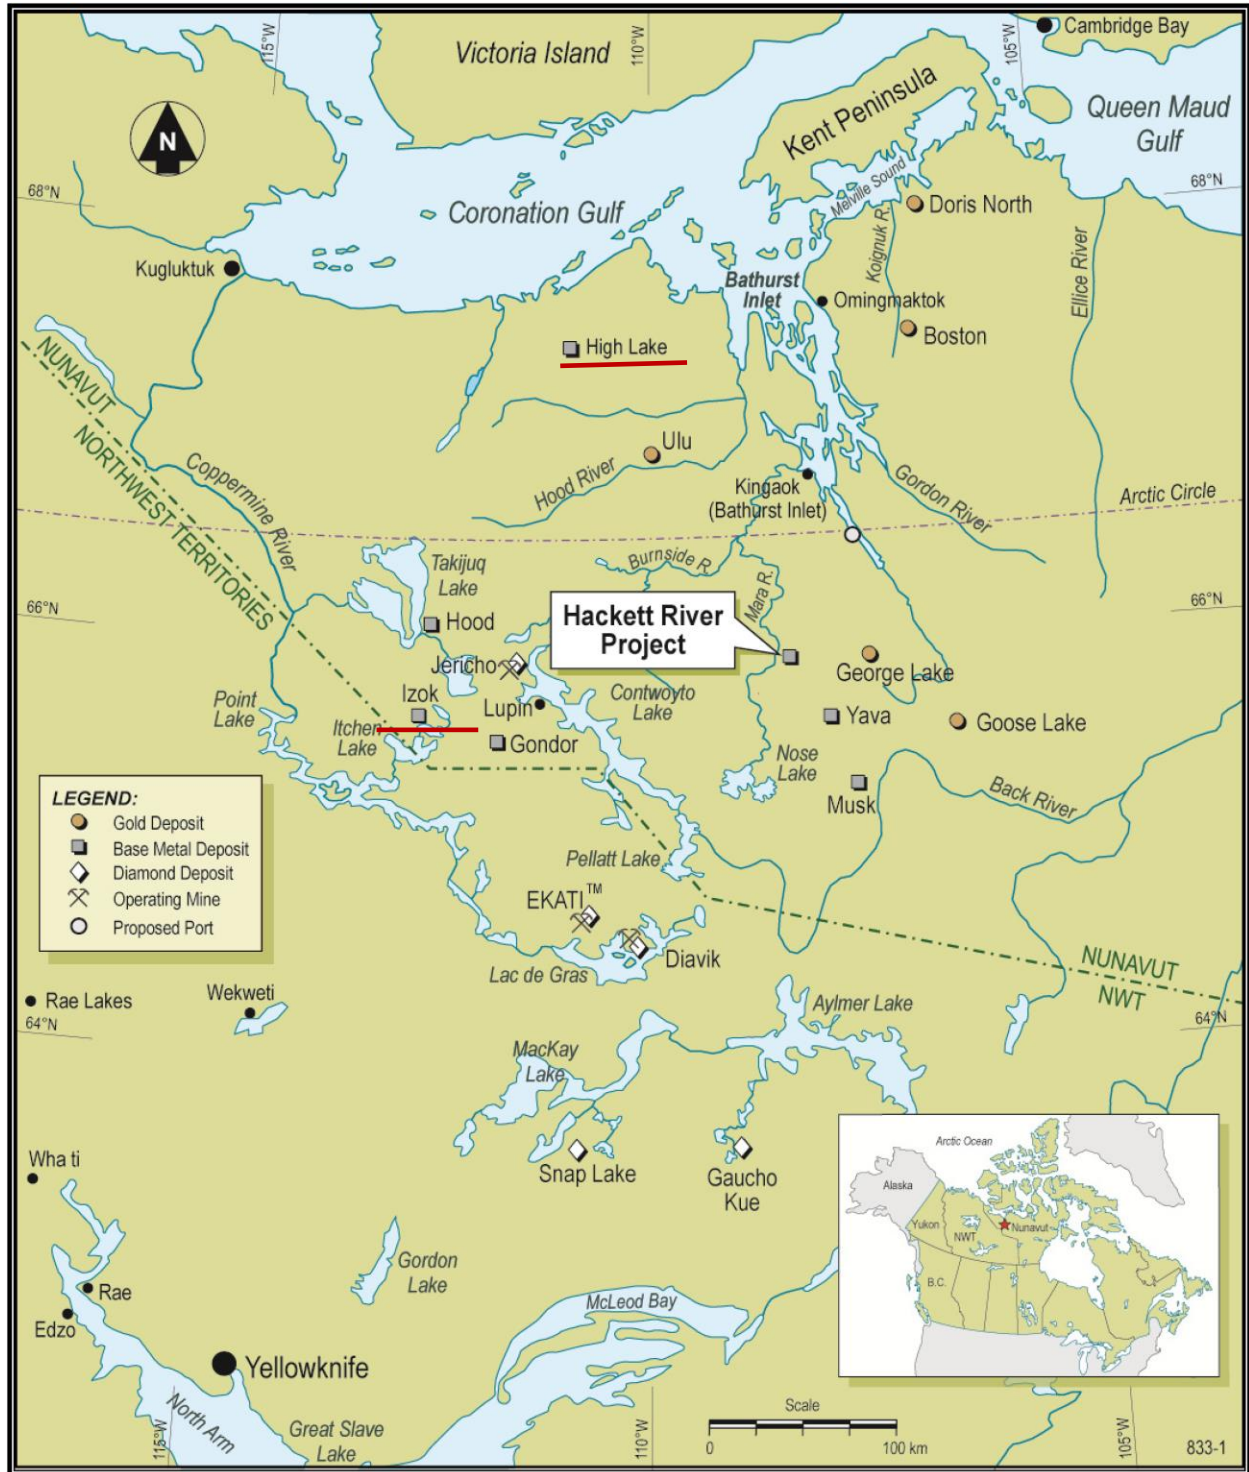 115°W
Victoria Island
110°W
105°W
Cambridge Bay
N
Kent Peninsula
Queen Maud
Gulf
68°N
Melville Sound
68°N
Coronation Gulf
Doris North
Koignuk R.
Ellice River
Kugluktuk
Bathurst
Inlet
Omingmaktok
Boston
High Lake
NUNAVUT
NORTHWEST TERRITORIES
Coppermine River
Ulu
Hood River
Kingaok
(Bathurst Inlet)
Gordon River
Arctic Circle
Takijuq
Lake
Burnside R.
Mara R.
66°N
66°N
Hood
Hackett River
Project
Jericho
George Lake
Izok
Point
Lake
Itchen
Lake
Lupin
Contwoyto
Lake
Yava
Goose Lake
Gondor
Nose
Lake
Musk
Back River
LEGEND:
Gold Deposit
Base Metal Deposit
Diamond Deposit
Operating Mine
Proposed Port
Pellatt Lake
EKATI™
Diavik
Lac de Gras
NUNAVUT
NWT
Rae Lakes
Wekweti
Aylmer Lake
64°N
64°N
MacKay
Lake
Wha ti
Snap Lake
Gaucho
Kue
Arctic Ocean
Alaska
Yukon
NWT
Nunavut
B.C.
Gordon
Lake
Rae
Edzo
McLeod Bay
Yellowknife
North Arm
Great Slave
Lake
115°W
110°W
Scale
0
100 km
105°W
833-1